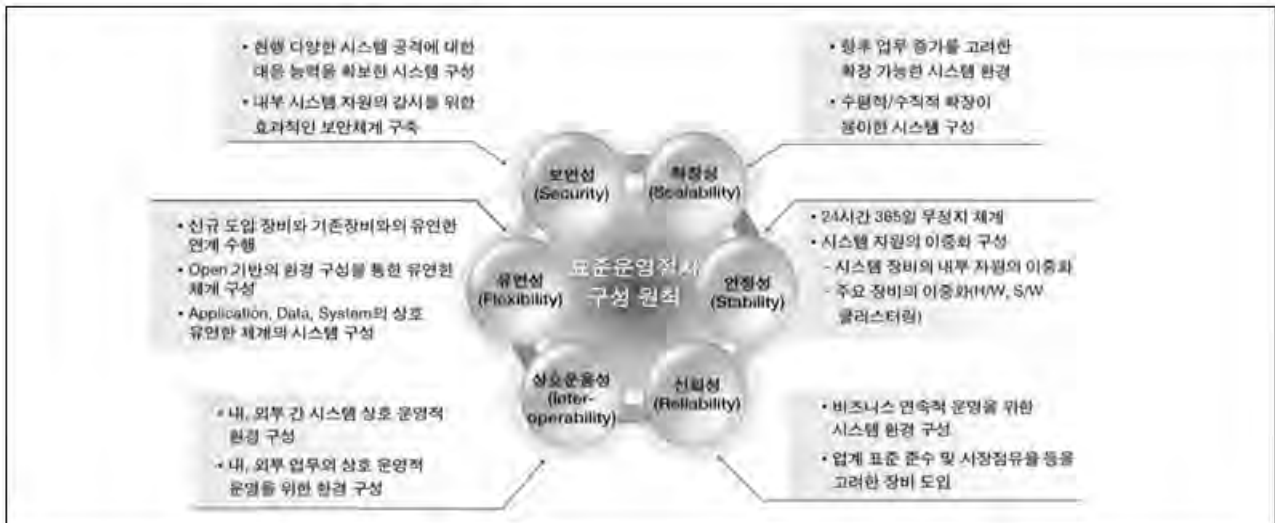 • 현행 다양한 시스템 공격에 대한
대응 능력을 확보한 시스템 구성
• 내부 시스템 자원의 감시를 위한
효과적인 보안체계 구축
• 향후 업무 증가를 고려한
확장 가능한 시스템 환경
• 수평적/수직적 확장이
용이한 시스템 구성
보안성
(Security)
확장성
(Scalability)
• 신규 도입 장비와 기존장비와의 유연한
연계 수행
• Open 기반의 환경 구성을 통한 유연한
체계 구성
• Application, Data, System의 상호
유연한 체계의 시스템 구성
유연성
(Flexibility)
표준운영절차
구성 원칙
안정성
(Stability)
• 24시간 365일 무정지 체계
• 시스템 자원의 이중화 구성
- 시스템 장비의 내부 자원의 이중화
- 주요 장비의 이중화(H/W, S/W
클러스터링)
상호운용성
(Inter-
operability)
신뢰성
(Reliability)
• 내, 외부 간 시스템 상호 운영적
환경 구성
• 내, 외부 업무의 상호 운영적
운영을 위한 환경 구성
• 비즈니스 연속적 운영을 위한
시스템 환경 구성
• 업계 표준 준수 및 시장점유율 등을
고려한 장비 도입